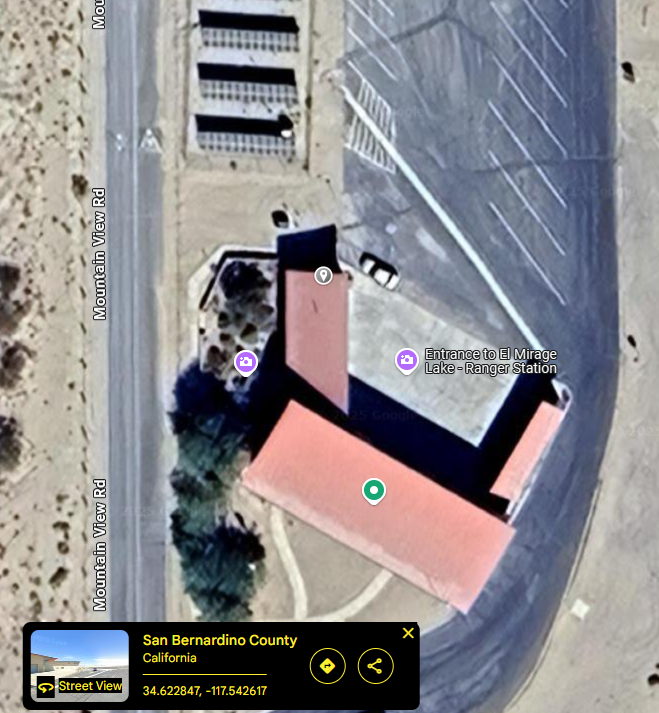 Mou
Mountain View Rd
Entrance to El Mirage
Lake - Ranger Station
Mountain View Rd
San Bernardino County
California
34.622847, -117.542617
Street View